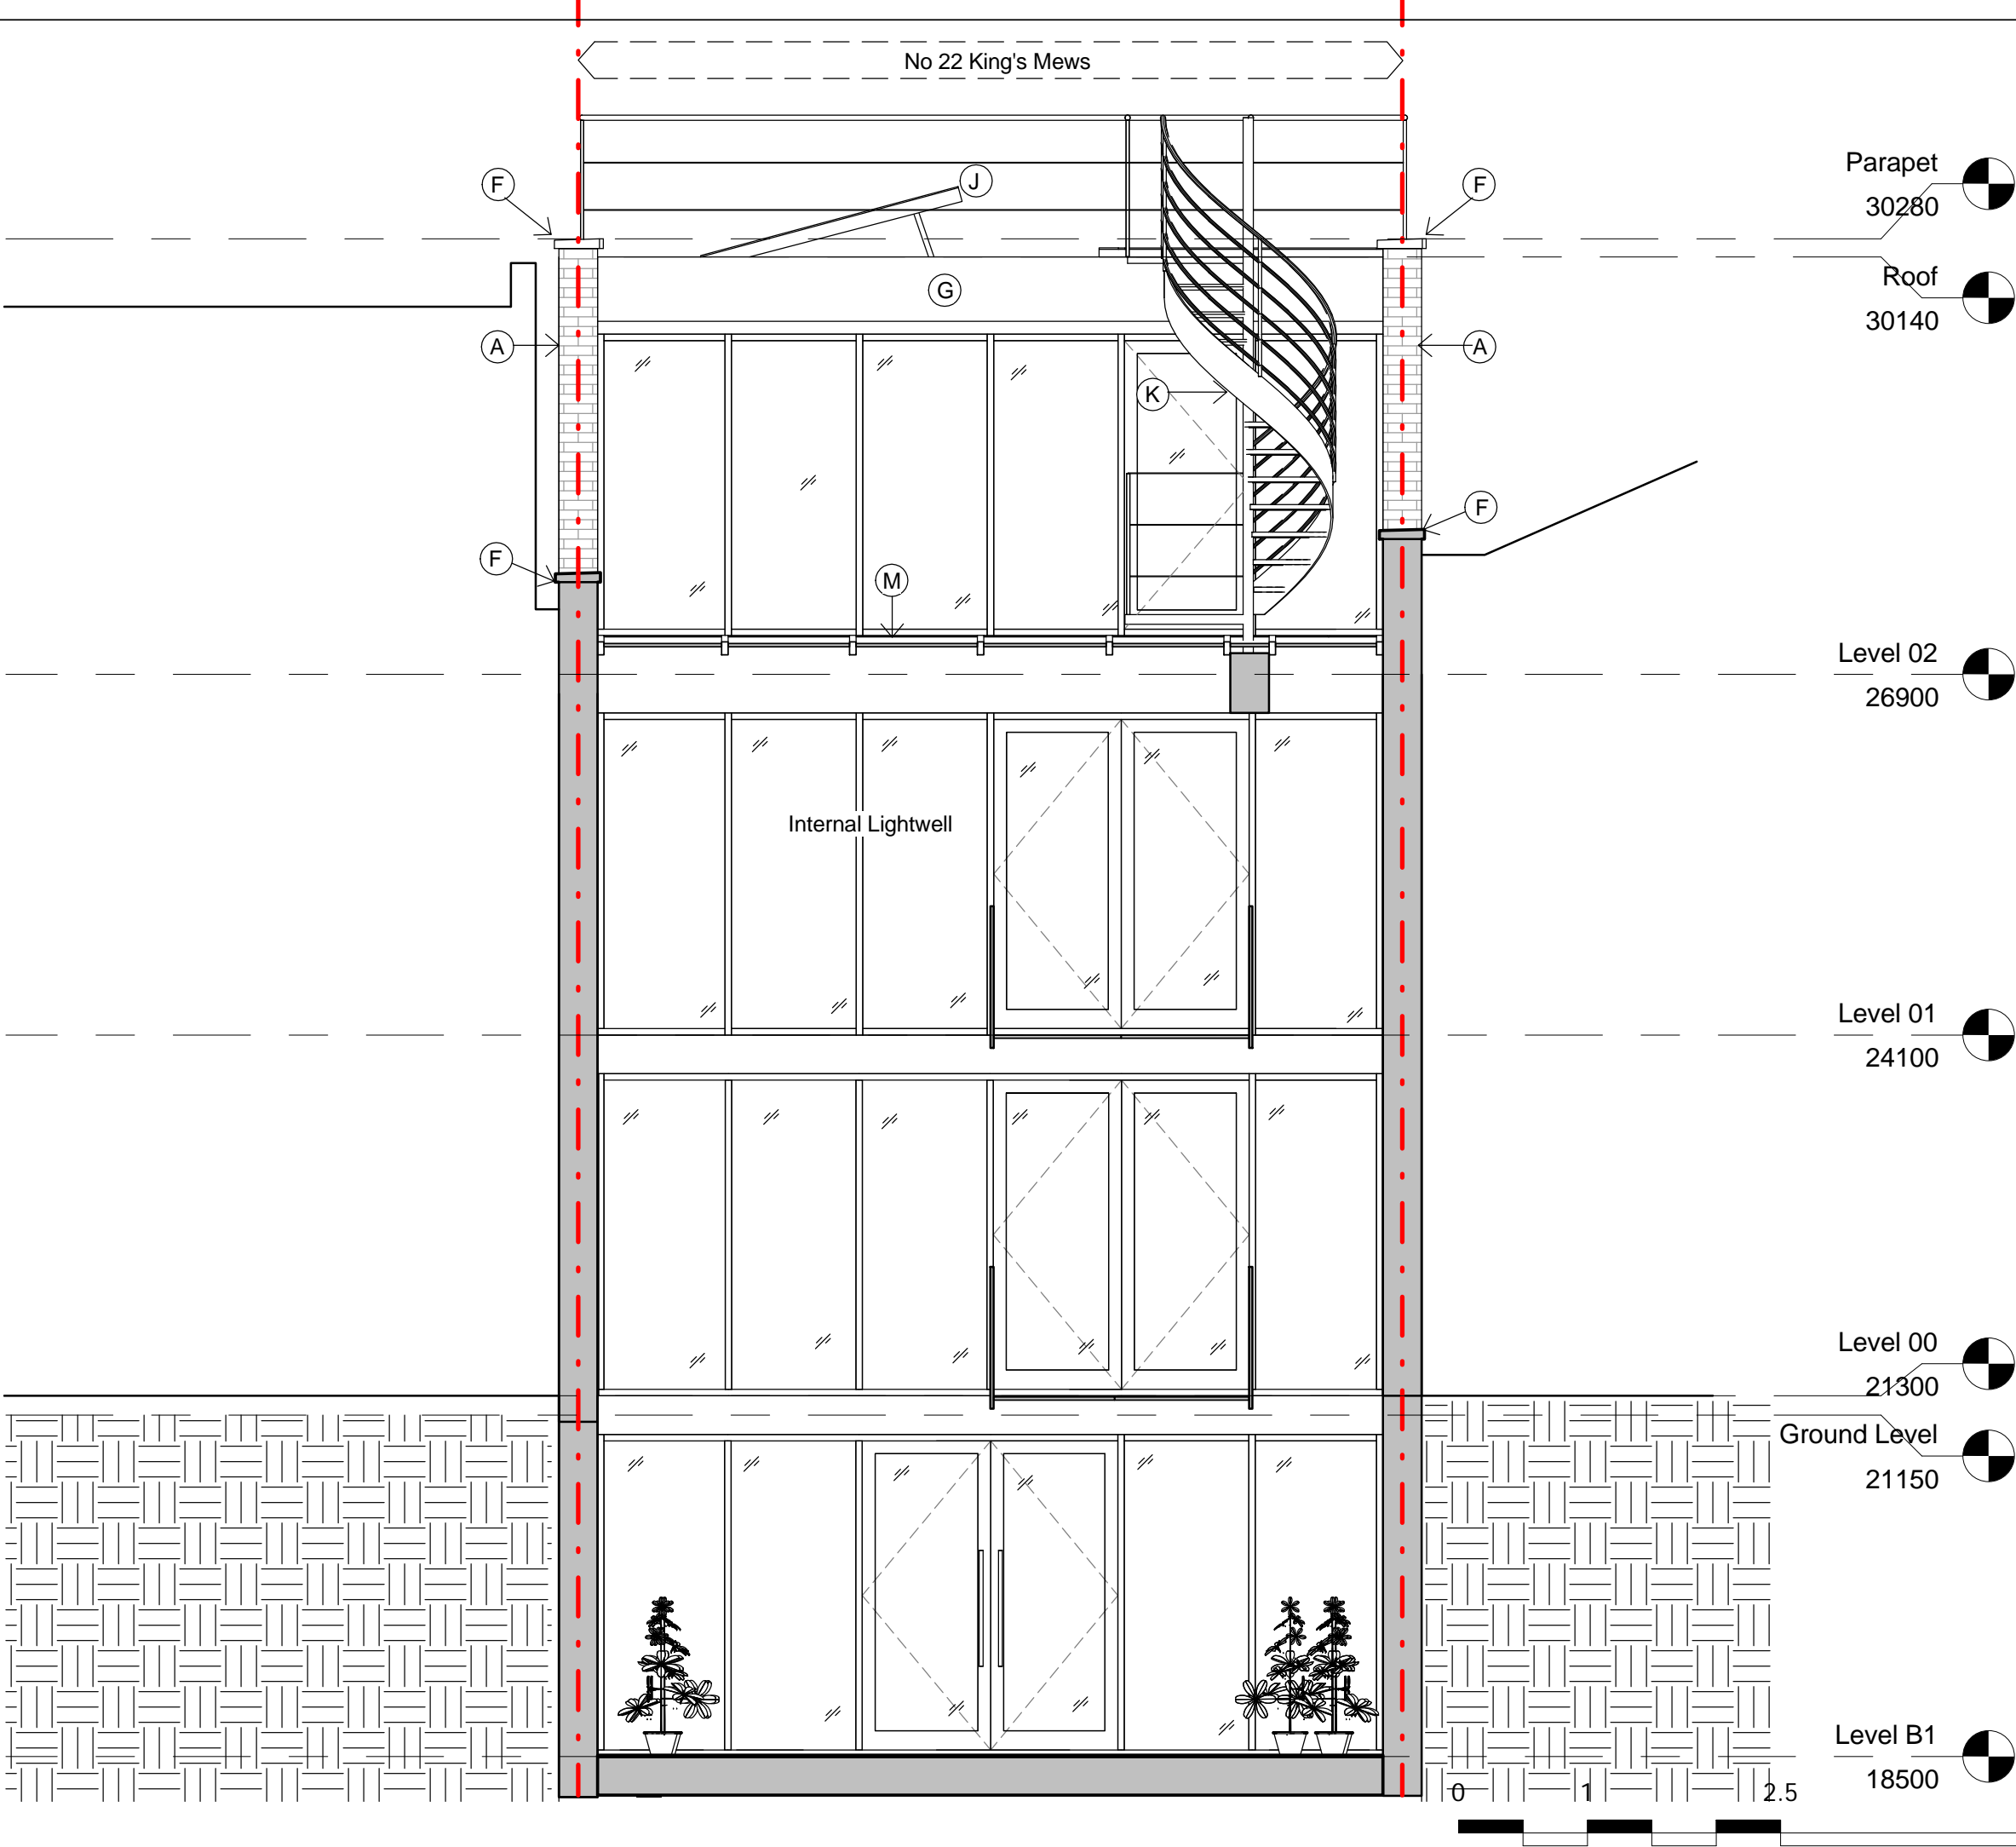 No 22 King's Mews
F
J
F
Parapet
30280
G
Roof
30140
A
A
K
F
F
M
Level 02
26900
Internal Lightwell
Level 01
24100
Level 00
21300
Ground Level
21150
Level B1
18500
0 1 2.5